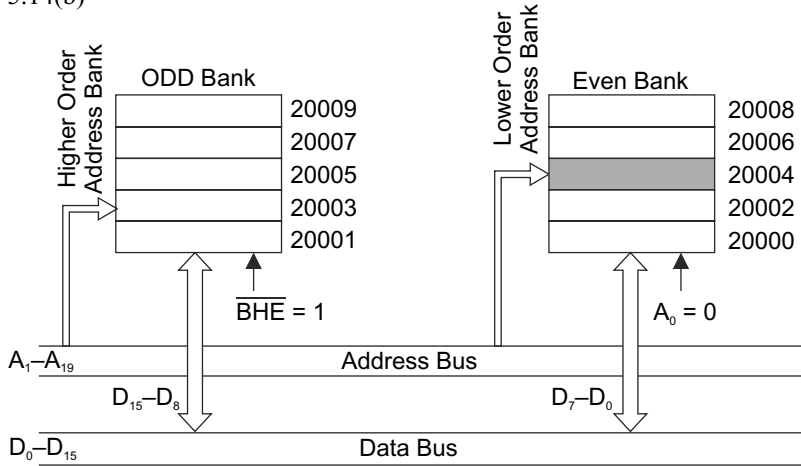 5.14(b)
Higher Order
Address Bank
ODD Bank
20009
20007
20005
20003
20001
BHE = 1
Lower Order
Address Bank
Even Bank
20008
20006
20004
20002
20000
A₀ = 0
A₁–A₁₉
Address Bus
D₁₅–D₈
D₇–D₀
D₀–D₁₅
Data Bus